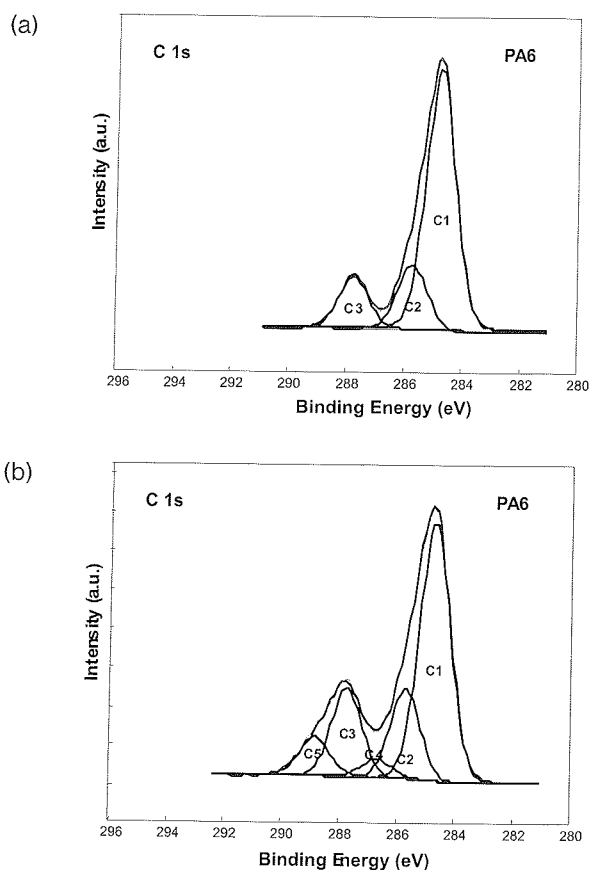 (a)
C 1s PA6
Intensity (a.u.)
C1
C2
C3
296 294 292 290 288 286 284 282 280
Binding Energy (eV)
(b)
C 1s PA6
Intensity (a.u.)
C1
C3
C5 C4 C2
296 294 292 290 288 286 284 282 280
Binding Energy (eV)